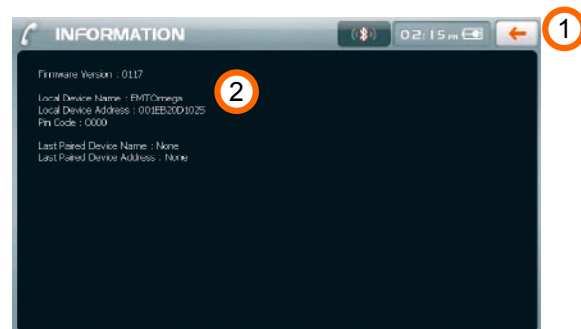 INFORMATION
02:15 PM
1
Firmware Version : 0117
2
Local Device Name : EMTOmega
Local Device Address : 001EB20D1025
Pin Code : 0000
Last Paired Device Name : None
Last Paired Device Address : None